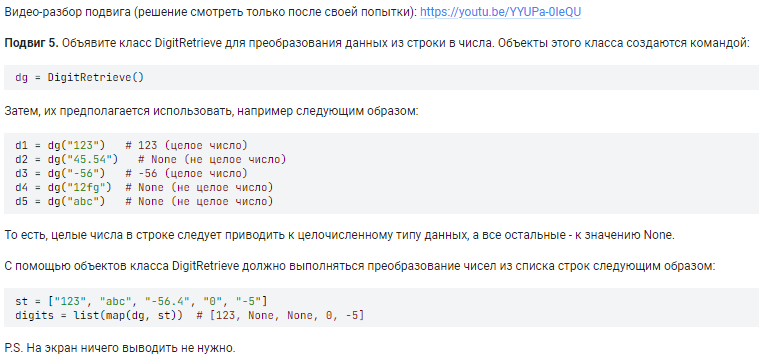 Видео-разбор подвига (решение смотреть только после своей попытки): https://youtu.be/YYUPa-0IeQU
Подвиг 5. Объявите класс DigitRetrieve для преобразования данных из строки в числа. Объекты этого класса создаются командой:
dg = DigitRetrieve()
Затем, их предполагается использовать, например следующим образом:
d1 = dg("123")   # 123 (целое число)
d2 = dg("45.54")   # None (не целое число)
d3 = dg("-56")   # -56 (целое число)
d4 = dg("12fg")  # None (не целое число)
d5 = dg("abc")   # None (не целое число)
То есть, целые числа в строке следует приводить к целочисленному типу данных, а все остальные - к значению None.
С помощью объектов класса DigitRetrieve должно выполняться преобразование чисел из списка строк следующим образом:
st = ["123", "abc", "-56.4", "0", "-5"]
digits = list(map(dg, st))  # [123, None, None, 0, -5]
P.S. На экран ничего выводить не нужно.